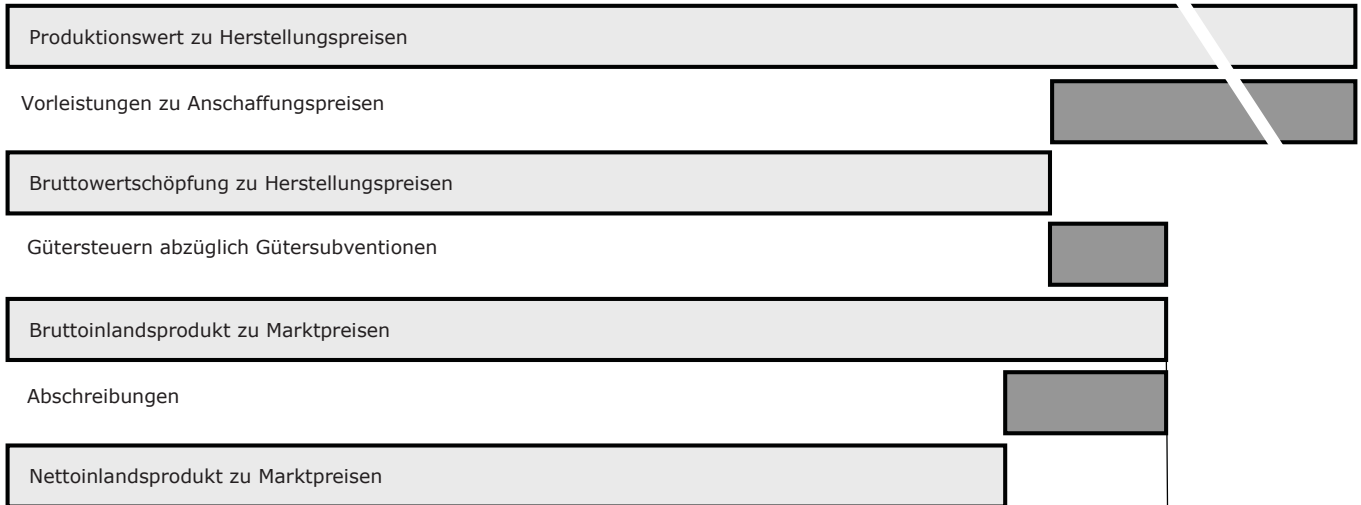 Produktionswert zu Herstellungspreisen
Vorleistungen zu Anschaffungspreisen
Bruttowertschöpfung zu Herstellungspreisen
Gütersteuern abzüglich Gütersubventionen
Bruttoinlandsprodukt zu Marktpreisen
Abschreibungen
Nettoinlandsprodukt zu Marktpreisen